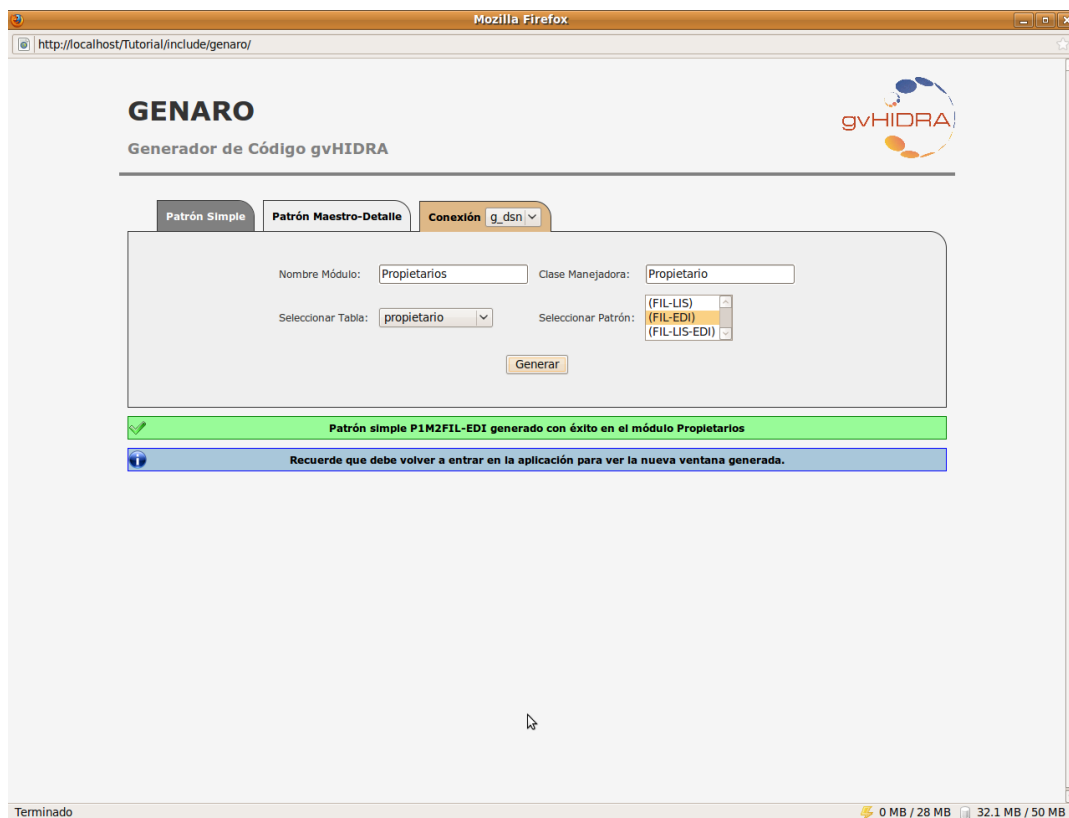 Mozilla Firefox
http://localhost/Tutorial/include/genaro/
GENARO
gvHIDRA
Generador de Código gvHIDRA
Patrón Simple Patrón Maestro-Detalle Conexión g_dsn
Nombre Módulo: Propietarios Clase Manejadora: Propietario
Seleccionar Tabla: propietario Seleccionar Patrón: (FIL-LIS)
(FIL-EDI)
(FIL-LIS-EDI)
Generar
Patrón simple P1M2FIL-EDI generado con éxito en el módulo Propietarios
Recuerde que debe volver a entrar en la aplicación para ver la nueva ventana generada.
Terminado 0 MB / 28 MB 32.1 MB / 50 MB